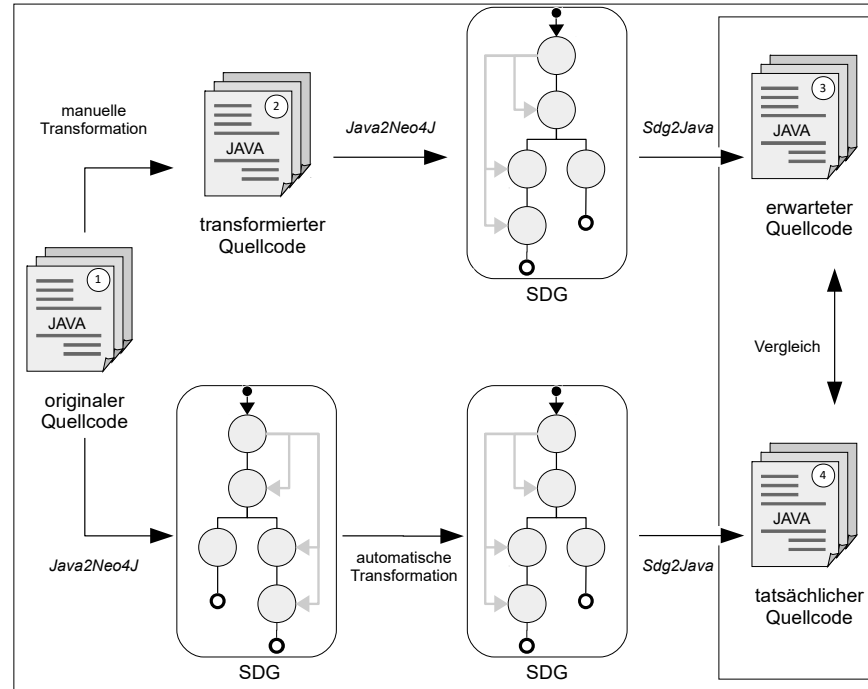 manuelle
Transformation
2
JAVA
transformierter
Quellcode
Java2Neo4J
SDG
Sdg2Java
3
JAVA
erwarteter
Quellcode
1
JAVA
originaler
Quellcode
Vergleich
Java2Neo4J
SDG
automatische
Transformation
SDG
Sdg2Java
4
JAVA
tatsächlicher
Quellcode